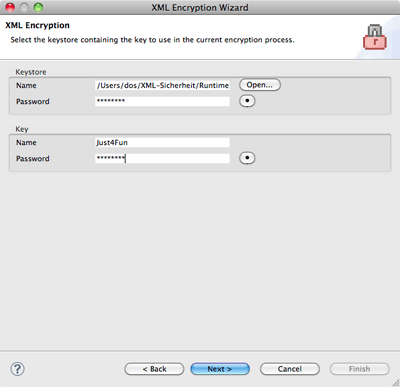 XML Encryption Wizard
XML Encryption
Select the keystore containing the key to use in the current encryption process.
Keystore
Name /Users/dos/XML-Sicherheit/Runtime Open...
Password ********
Key
Name Just4Fun
Password ********
? < Back Next > Cancel Finish